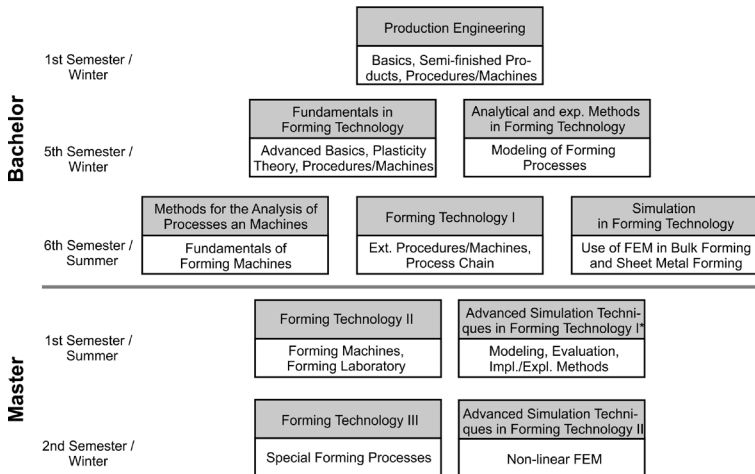 Bachelor
1st Semester /
Winter
Production Engineering
Basics, Semi-finished Pro-
ducts, Procedures/Machines
5th Semester /
Winter
Fundamentals in
Forming Technology
Advanced Basics, Plasticity
Theory, Procedures/Machines
Analytical and exp. Methods
in Forming Technology
Modeling of Forming
Processes
6th Semester /
Summer
Methods for the Analysis of
Processes an Machines
Fundamentals of
Forming Machines
Forming Technology I
Ext. Procedures/Machines,
Process Chain
Simulation
in Forming Technology
Use of FEM in Bulk Forming
and Sheet Metal Forming
Master
1st Semester /
Summer
Forming Technology II
Forming Machines,
Forming Laboratory
Advanced Simulation Techni-
ques in Forming Technology I*
Modeling, Evaluation,
Impl./Expl. Methods
2nd Semester /
Winter
Forming Technology III
Special Forming Processes
Advanced Simulation Techni-
ques in Forming Technology II
Non-linear FEM